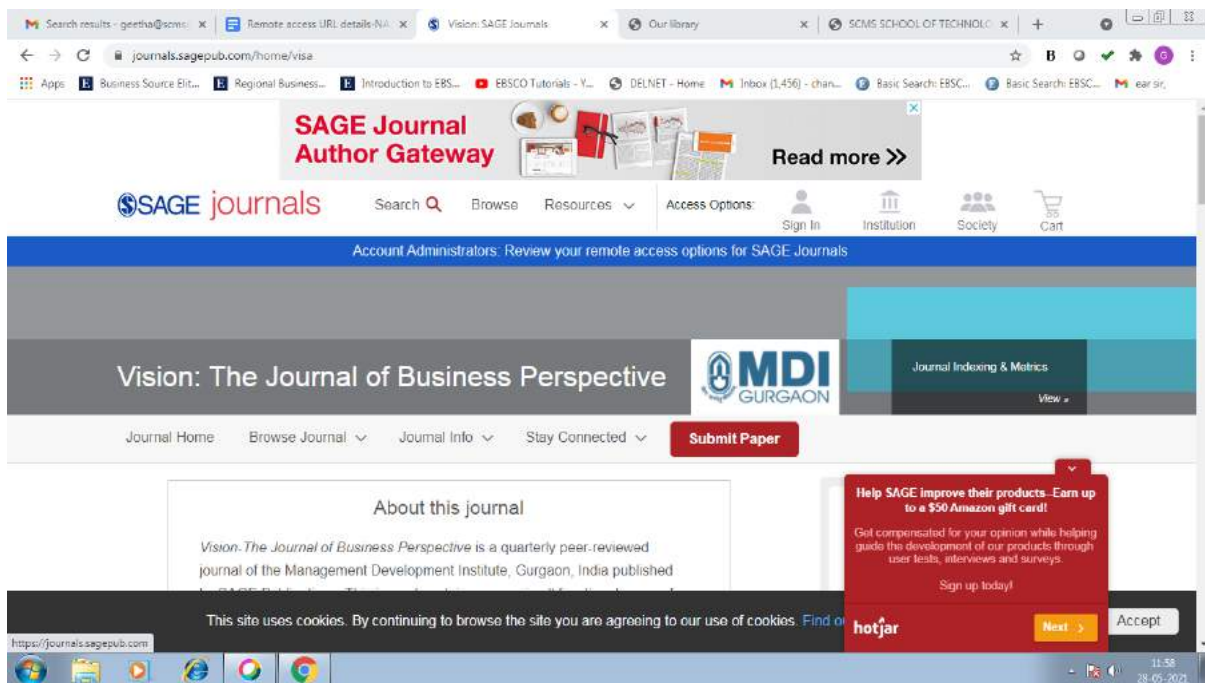 Search results - geetha@scms
Remote access URL details-NA
Vision: SAGE Journals
Our library
SCMS SCHOOL OF TECHNOLO
journals.sagepub.com/home/visa
Apps
Business Source Elit...
Regional Business...
Introduction to EBS...
EBSCO Tutorials - Y...
DELNET - Home
Inbox (1,456) - chan...
Basic Search: EBSC...
Basic Search: EBSC...
ear sir,
SAGE Journal
Author Gateway
Read more >>
SAGE journals
Search
Browse
Resources
Access Options:
Sign In
Institution
Society
Cart
Account Administrators: Review your remote access options for SAGE Journals
Vision: The Journal of Business Perspective
MDI
GURGAON
Journal Indexing & Metrics
View »
Journal Home
Browse Journal
Journal Info
Stay Connected
Submit Paper
About this journal
Vision-The Journal of Business Perspective is a quarterly peer-reviewed
journal of the Management Development Institute, Gurgaon, India published
Help SAGE improve their products–Earn up
to a $50 Amazon gift card!
Get compensated for your opinion while helping
guide the development of our products through
user tests, interviews and surveys.
Sign up today!
hotjar
Next >
This site uses cookies. By continuing to browse the site you are agreeing to our use of cookies. Find o
Accept
https://journals.sagepub.com
11:58
28-05-2021